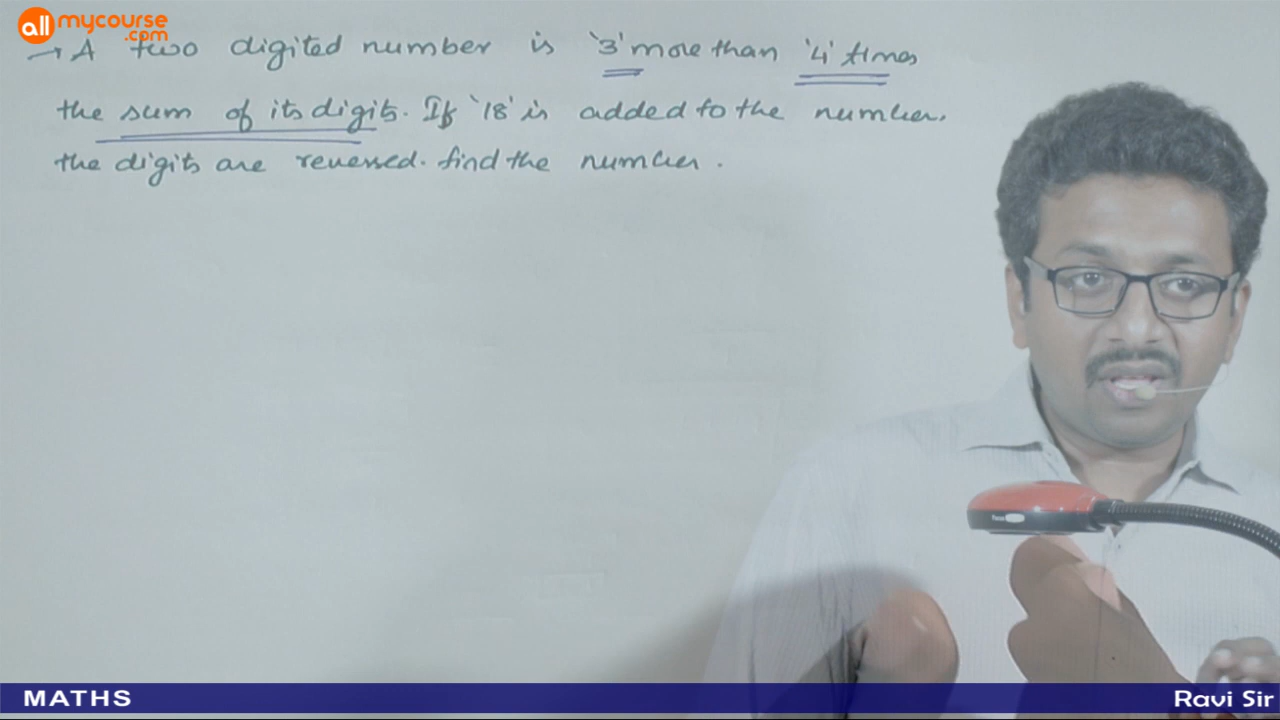 allmycourse.com
→ A two digited number is '3' more than '4' times
the sum of its digits. If '18' is added to the number.
the digits are reversed. find the number.
MATHS
Ravi Sir